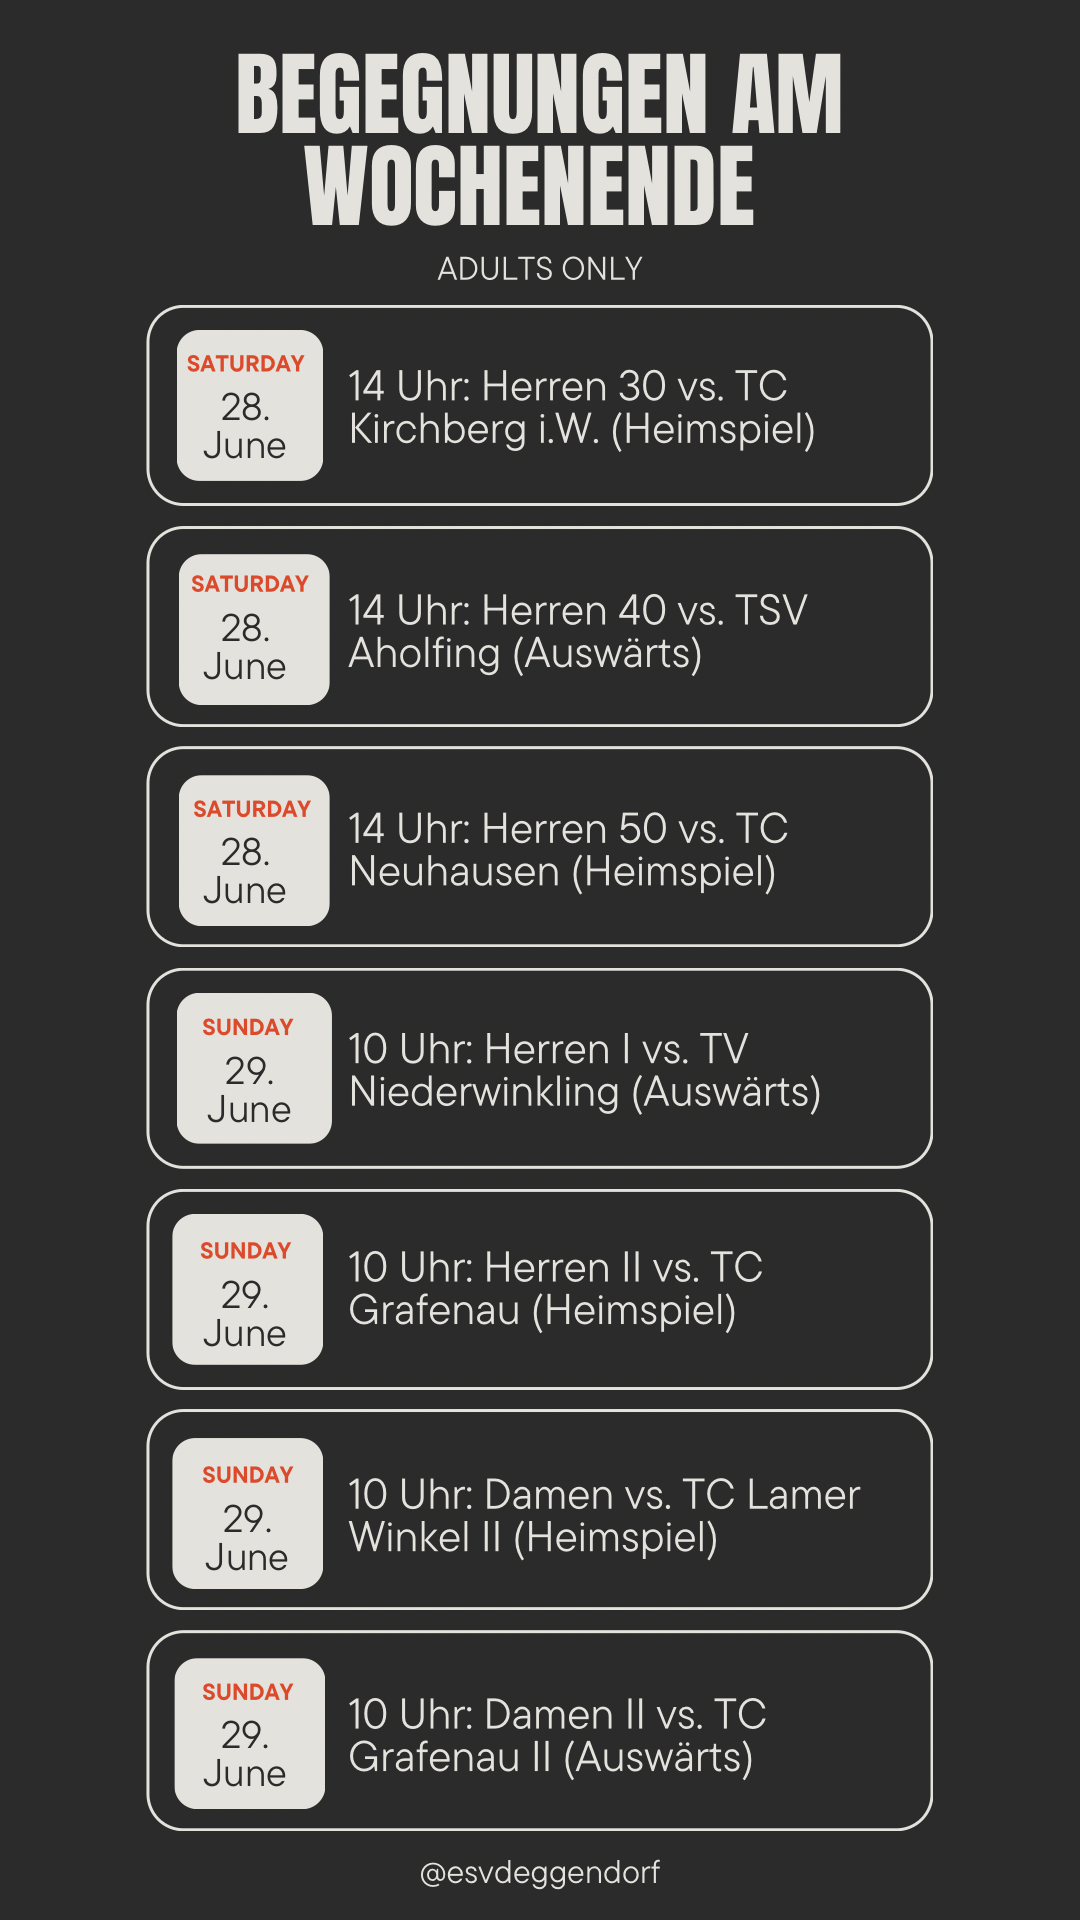 BEGEGNUNGEN AM
WOCHENENDE
ADULTS ONLY
SATURDAY
28.
June
14 Uhr: Herren 30 vs. TC
Kirchberg i.W. (Heimspiel)
SATURDAY
28.
June
14 Uhr: Herren 40 vs. TSV
Aholfing (Auswärts)
SATURDAY
28.
June
14 Uhr: Herren 50 vs. TC
Neuhausen (Heimspiel)
SUNDAY
29.
June
10 Uhr: Herren I vs. TV
Niederwinkling (Auswärts)
SUNDAY
29.
June
10 Uhr: Herren II vs. TC
Grafenau (Heimspiel)
SUNDAY
29.
June
10 Uhr: Damen vs. TC Lamer
Winkel II (Heimspiel)
SUNDAY
29.
June
10 Uhr: Damen II vs. TC
Grafenau II (Auswärts)
@esvdeggendorf